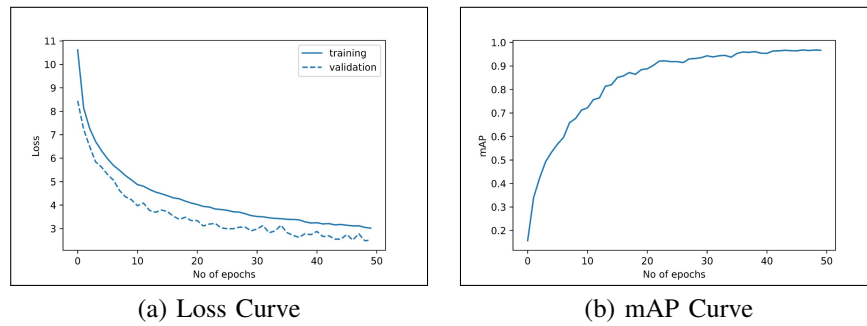 11
10
9
8
7
6
5
4
3
Loss
0 10 20 30 40 50
No of epochs
training
validation
(a) Loss Curve
1.0
0.9
0.8
0.7
0.6
0.5
0.4
0.3
0.2
mAP
0 10 20 30 40 50
No of epochs
(b) mAP Curve